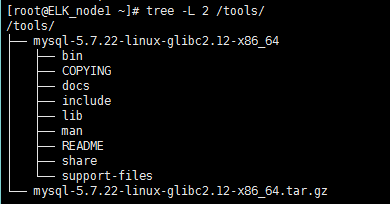 [root@ELK_node1 ~]# tree -L 2 /tools/
/tools/
├── mysql-5.7.22-linux-glibc2.12-x86_64
│   ├── bin
│   ├── COPYING
│   ├── docs
│   ├── include
│   ├── lib
│   ├── man
│   ├── README
│   ├── share
│   └── support-files
└── mysql-5.7.22-linux-glibc2.12-x86_64.tar.gz